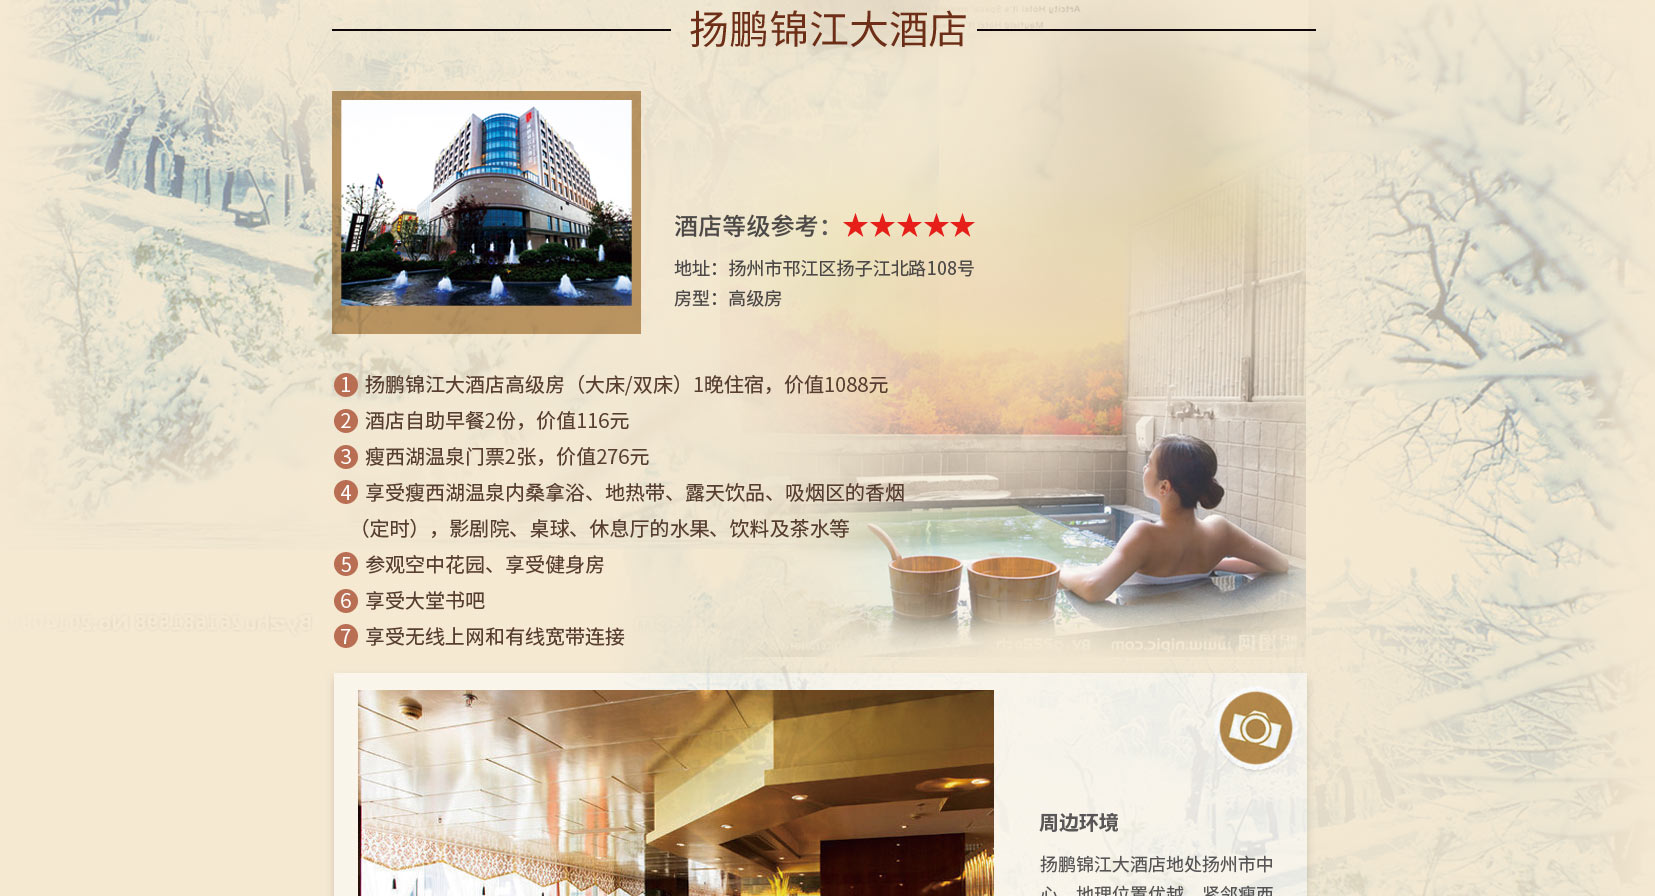 扬鹏锦江大酒店
酒店等级参考：★★★★★
地址：扬州市邗江区扬子江北路108号
房型：高级房
1 扬鹏锦江大酒店高级房（大床/双床）1晚住宿，价值1088元
2 酒店自助早餐2份，价值116元
3 瘦西湖温泉门票2张，价值276元
4 享受瘦西湖温泉内桑拿浴、地热带、露天饮品、吸烟区的香烟
（定时），影剧院、桌球、休息厅的水果、饮料及茶水等
5 参观空中花园、享受健身房
6 享受大堂书吧
7 享受无线上网和有线宽带连接
周边环境
扬鹏锦江大酒店地处扬州市中
心，地理位置优越，紧邻瘦西